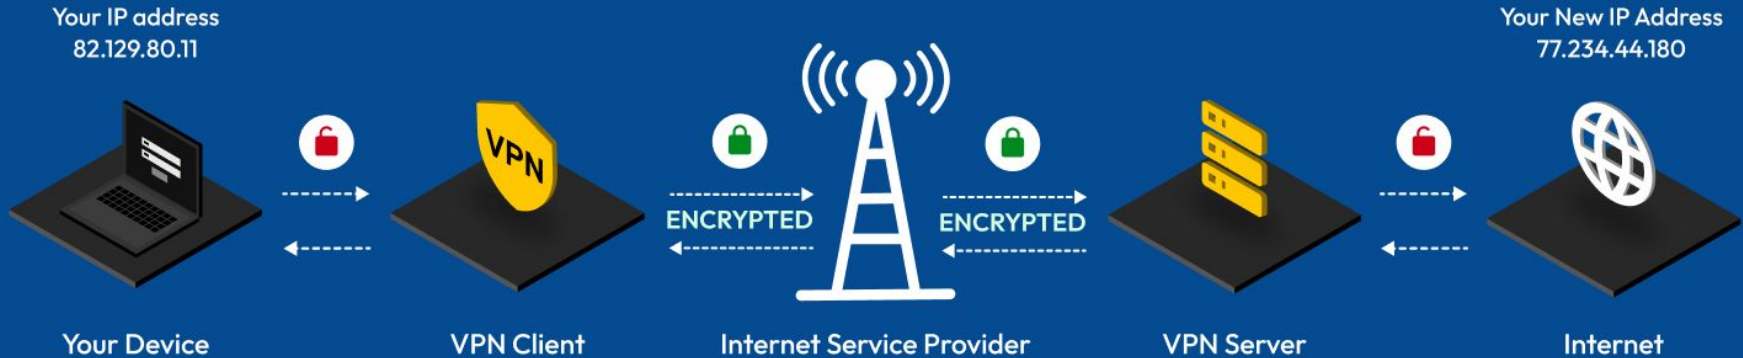 Your IP address
82.129.80.11
Your New IP Address
77.234.44.180
VPN
ENCRYPTED
ENCRYPTED
Your Device
VPN Client
Internet Service Provider
VPN Server
Internet